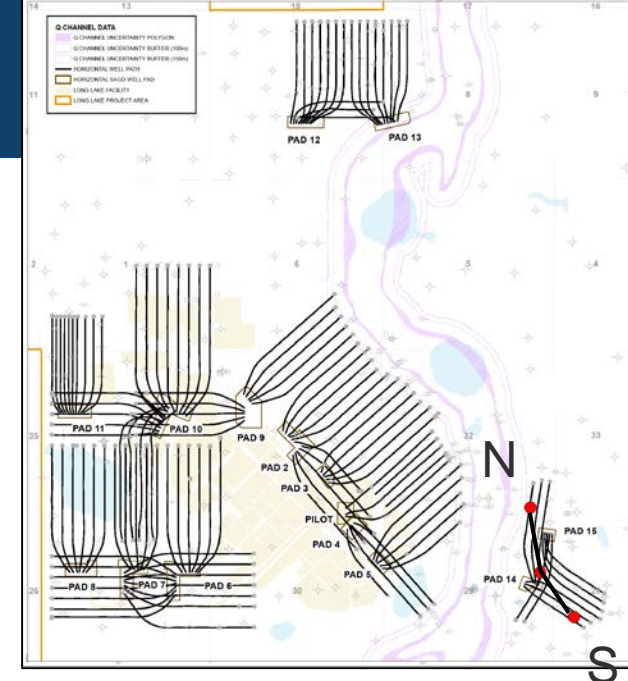 14 13 18 17 16
Q CHANNEL DATA
Q CHANNEL UNCERTAINTY POLYGON
Q CHANNEL UNCERTAINTY BUFFER (100m)
Q CHANNEL UNCERTAINTY BUFFER (150m)
HORIZONTAL WELL PATH
HORIZONTAL SAGD WELL PAD
LONG LAKE FACILITY
LONG LAKE PROJECT AREA
11 8 9
PAD 12 PAD 13
2 1 6 5 4
PAD 11 PAD 10 PAD 9
35 32 33
PAD 2
N
PAD 3
PILOT
PAD 15
PAD 4
PAD 5
PAD 14
PAD 8 PAD 7 PAD 6
26 30 29
S